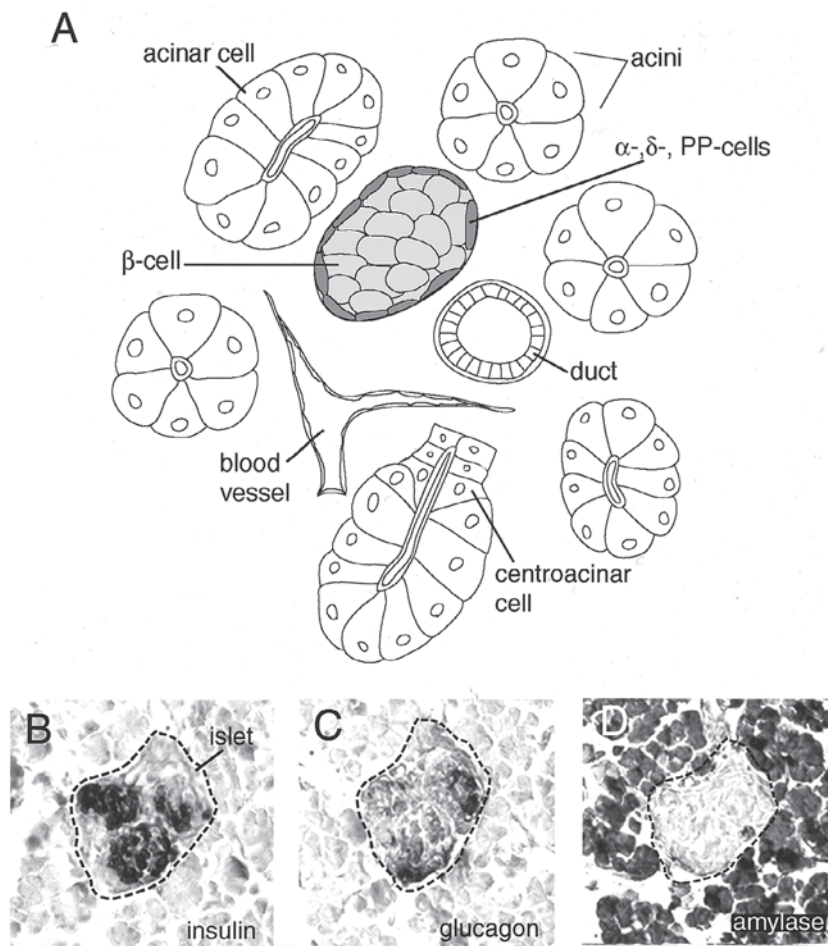 A
acinar cell
acini
α-,δ-, PP-cells
β-cell
duct
blood
vessel
centroacinar
cell
B
islet
insulin
C
glucagon
D
amylase